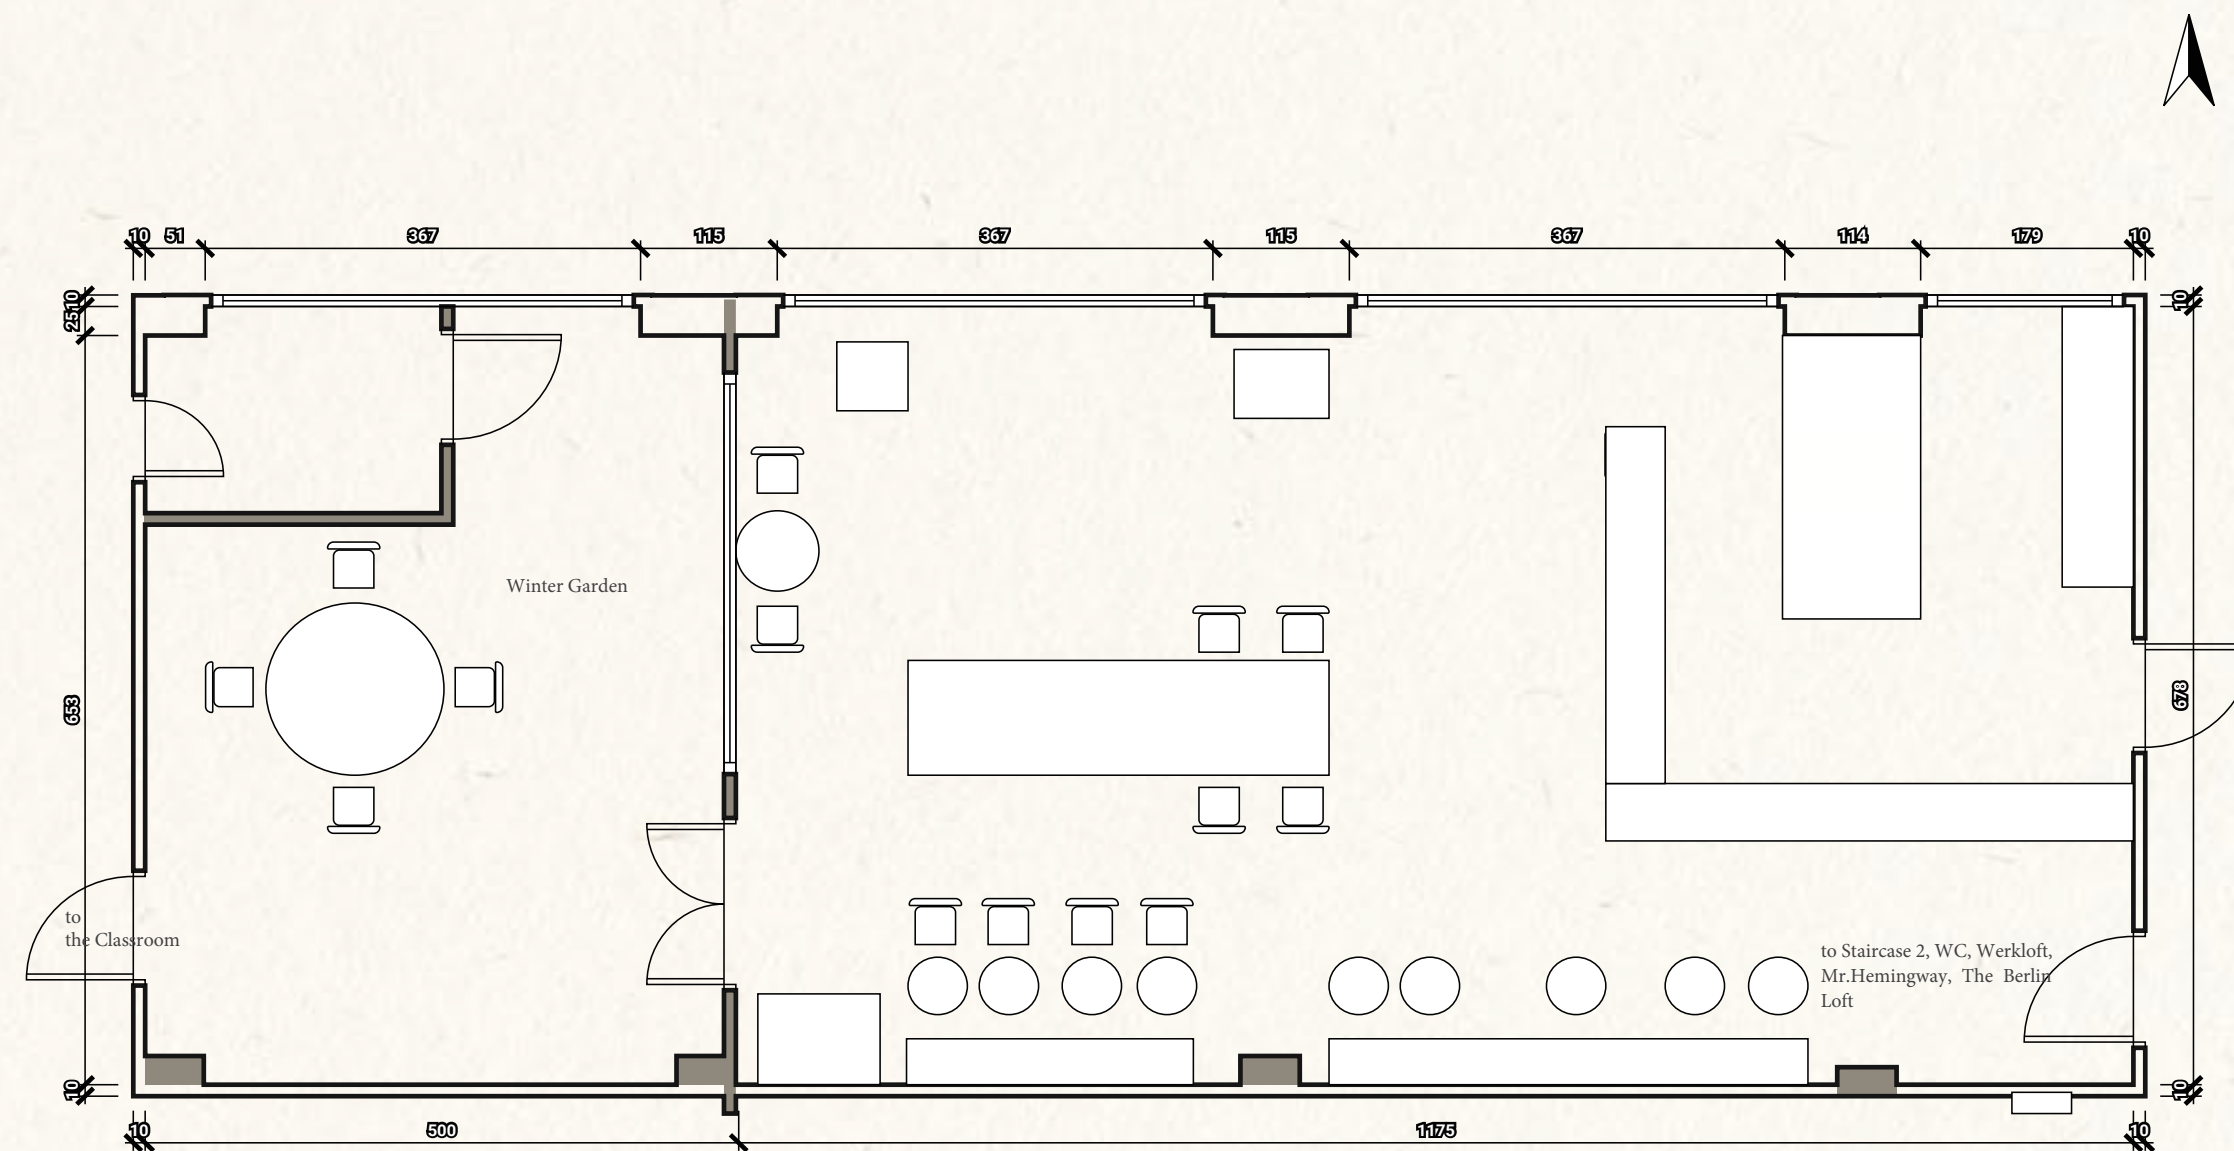 10 51 367 115 367 115 367 114 179 10
10
25
10
Winter Garden
653
678
to
the Classroom
to Staircase 2, WC, Werkloft,
Mr.Hemingway, The Berlin
Loft
10
10
10 500 1175 10